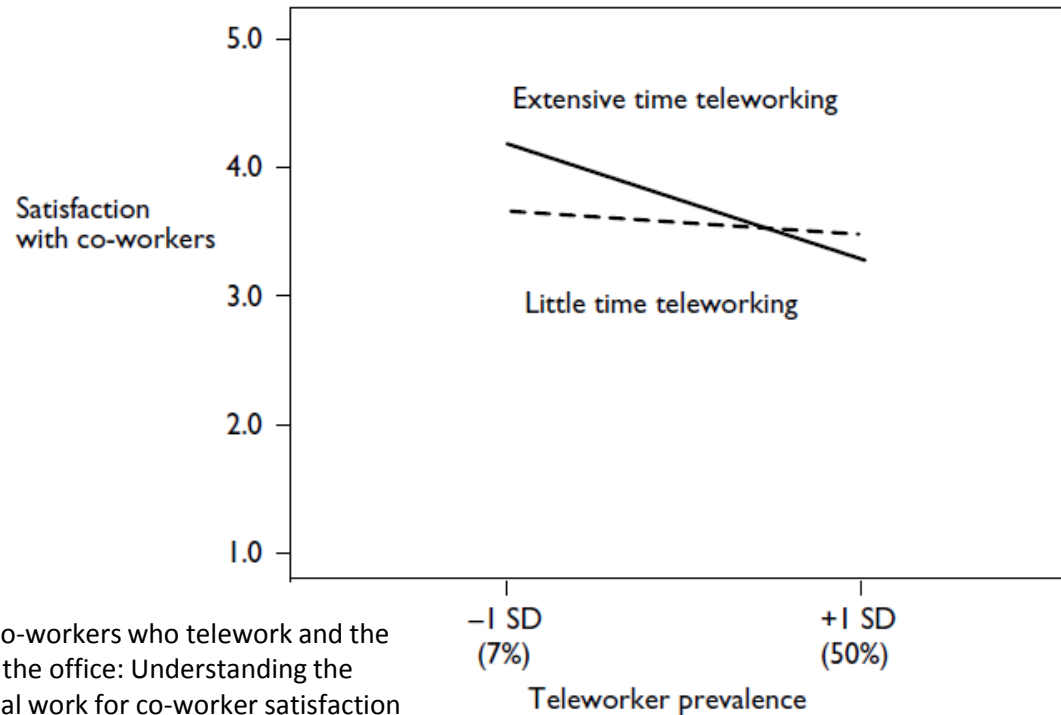 5.0
Extensive time teleworking
4.0
Satisfaction
with co-workers
3.0
Little time teleworking
2.0
1.0
o-workers who telework and the
the office: Understanding the
al work for co-worker satisfaction
–1 SD
(7%)
+1 SD
(50%)
Teleworker prevalence